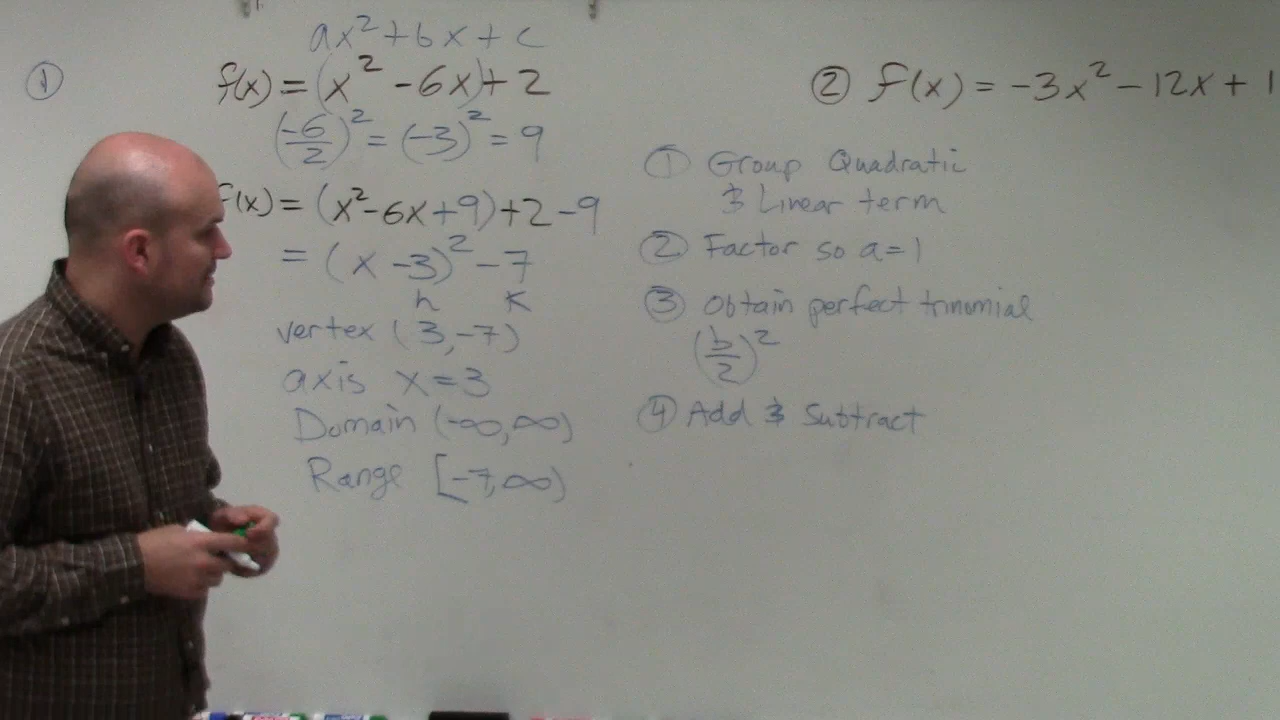 ax² + bx + c
① f(x) = (x² - 6x) + 2
(-6/2)² = (-3)² = 9
f(x) = (x² - 6x + 9) + 2 - 9
= (x - 3)² - 7
h K
vertex (3, -7)
axis x = 3
Domain (-∞, ∞)
Range [-7, ∞)
② f(x) = -3x² - 12x + 1
① Group Quadratic
& Linear term
② Factor so a = 1
③ Obtain perfect trinomial
(b/2)²
④ Add & Subtract